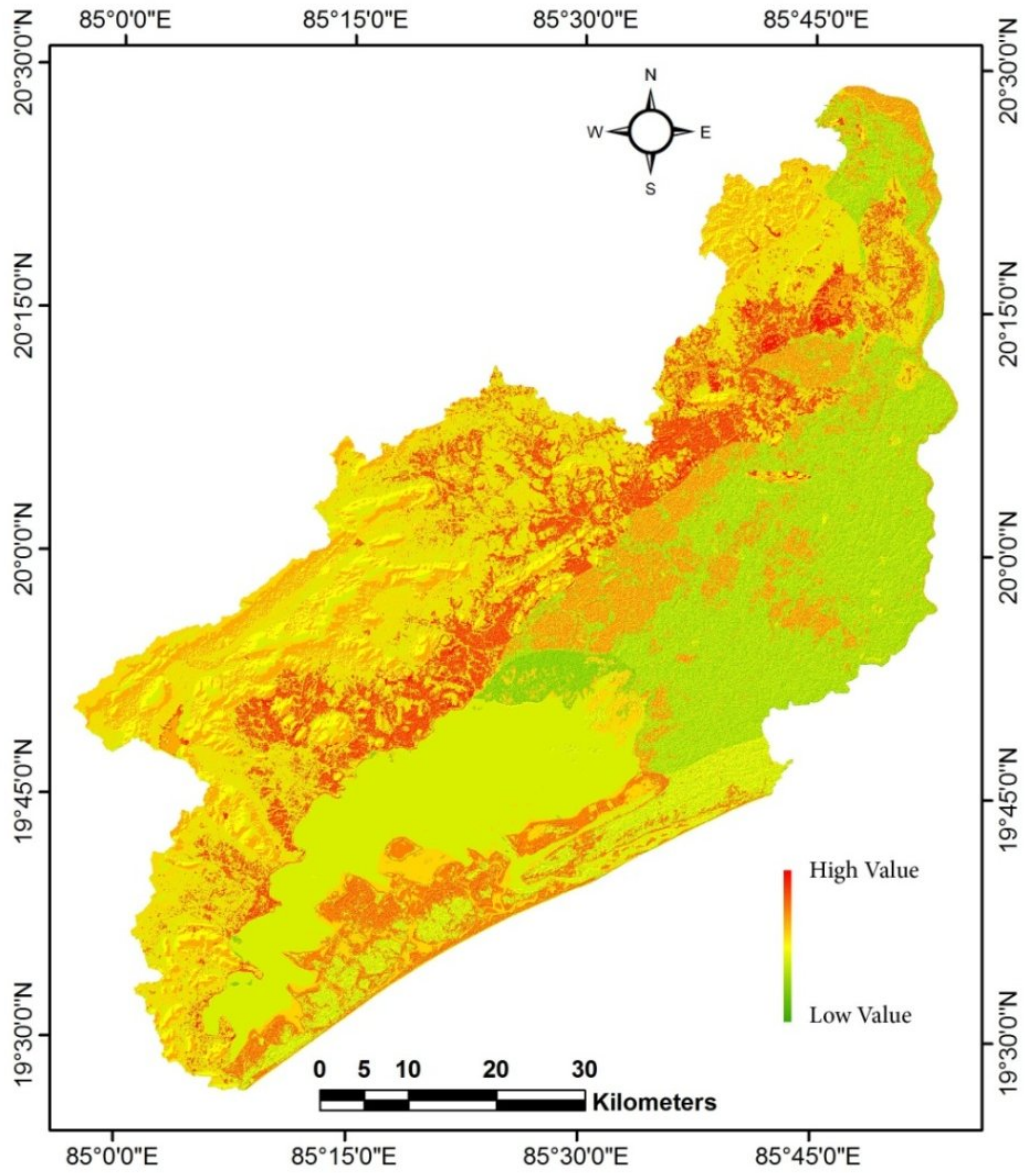 85°0'0"E 85°15'0"E 85°30'0"E 85°45'0"E
20°30'0"N 20°30'0"N
N
W E
S
20°15'0"N 20°15'0"N
20°0'0"N 20°0'0"N
19°45'0"N 19°45'0"N
High Value
Low Value
19°30'0"N 19°30'0"N
0 5 10 20 30
Kilometers
85°0'0"E 85°15'0"E 85°30'0"E 85°45'0"E